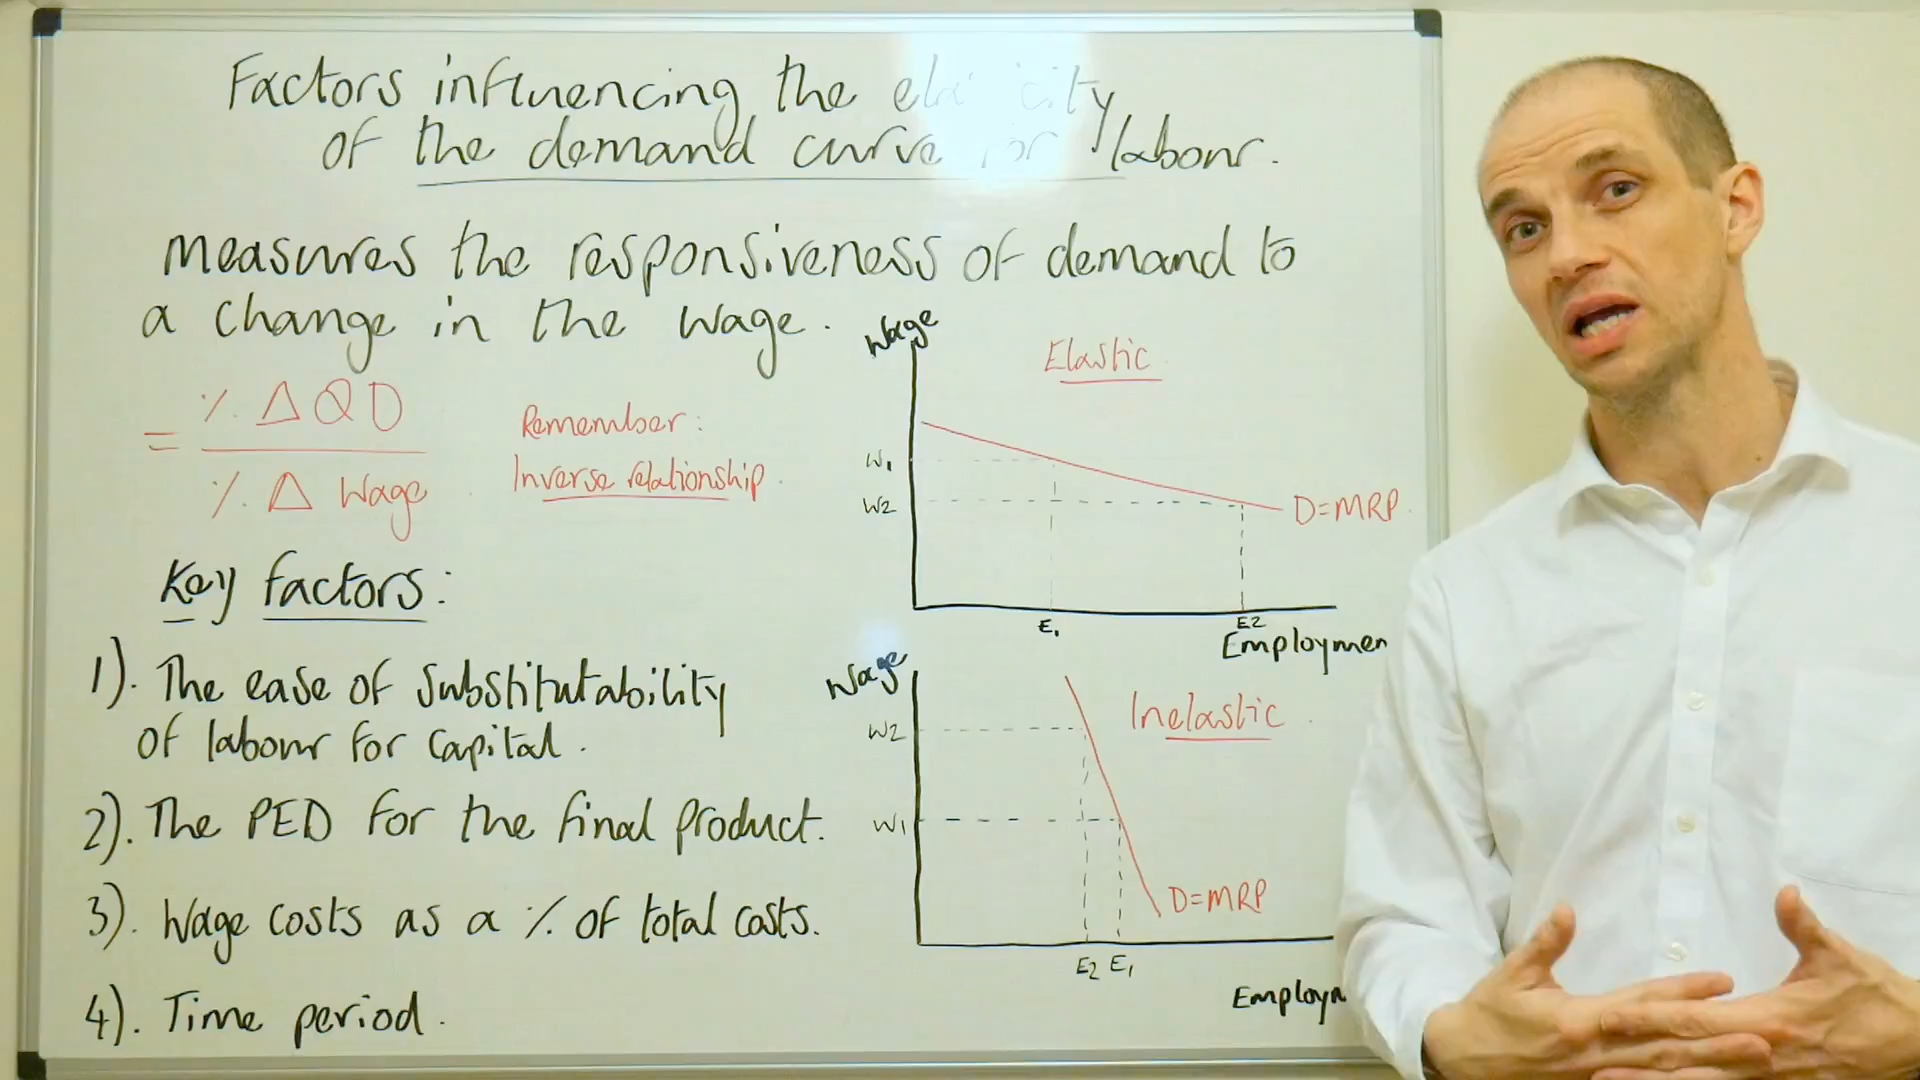 Factors influencing the
of the demand curve for labour.
measures the responsiveness of demand to
a change in the wage.
= % Δ QD
% Δ Wage
Remember:
Inverse relationship.
Wage
Elastic
W1
W2
D=MRP
E1
E2
Employmen
Key factors:
1). The ease of substitutability
of labour for capital.
2). The PED for the final product.
3). Wage costs as a % of total costs.
4). Time period.
Wage
Inelastic
W2
W1
D=MRP
E2 E1
Employm